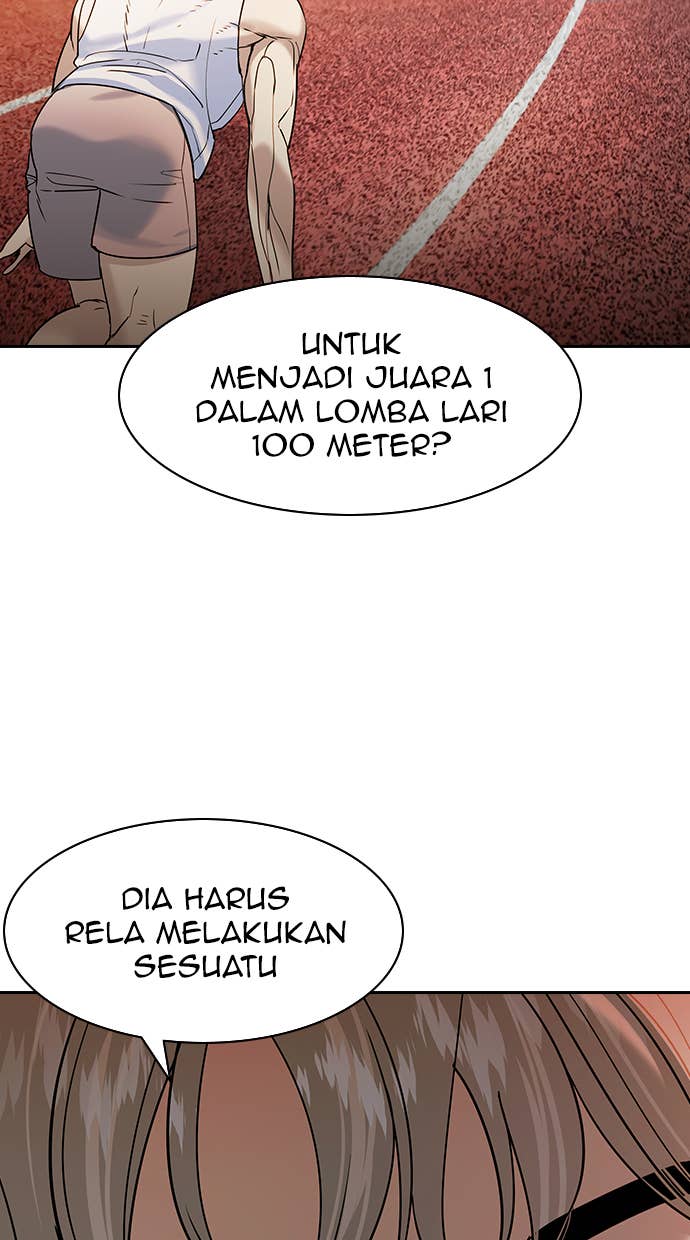 UNTUK
MENJADI JUARA 1
DALAM LOMBA LARI
100 METER?
DIA HARUS
RELA MELAKUKAN
SESUATU